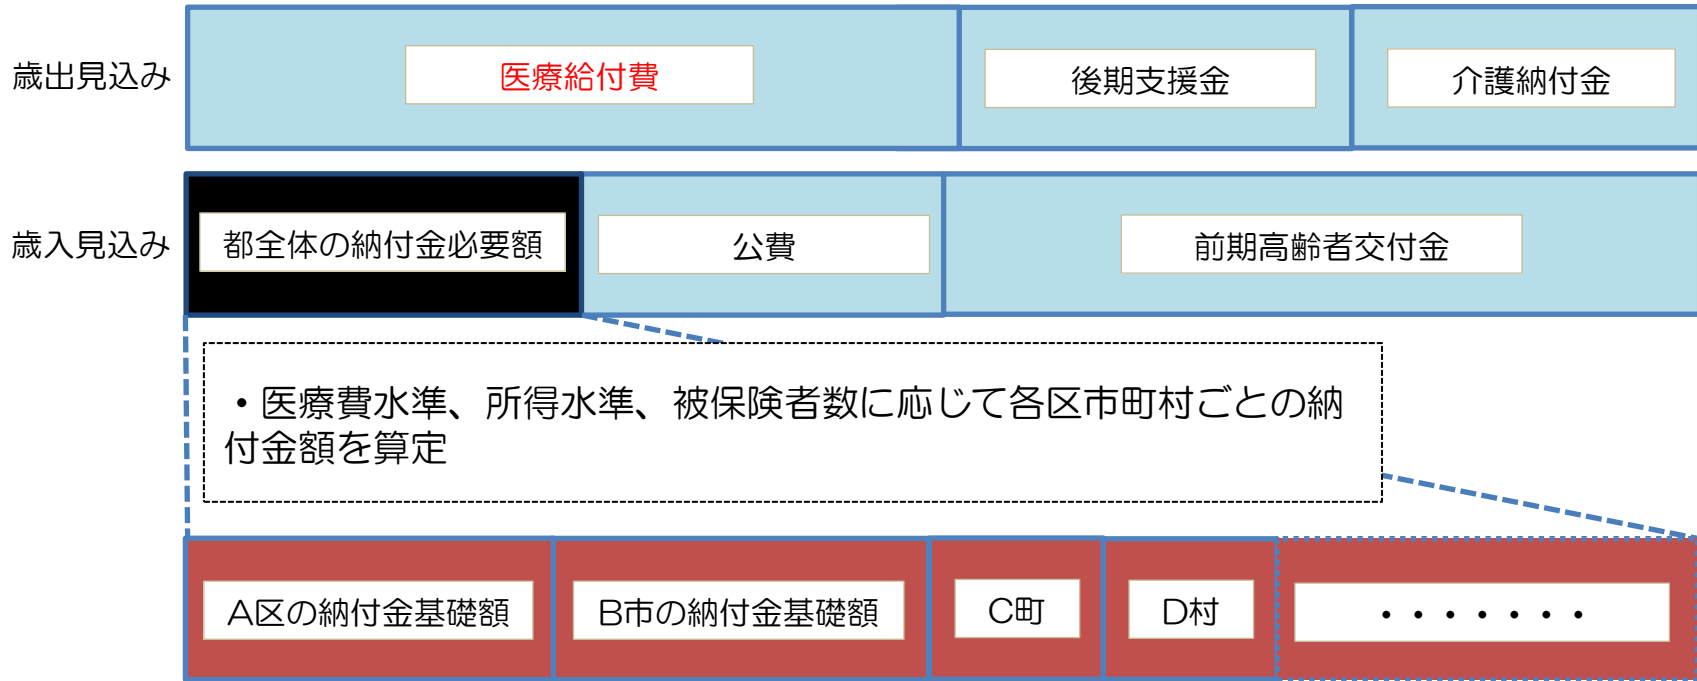 歳出見込み
医療給付費
後期支援金
介護納付金
歳入見込み
都全体の納付金必要額
公費
前期高齢者交付金
・医療費水準、所得水準、被保険者数に応じて各区市町村ごとの納
付金額を算定
A区の納付金基礎額
B市の納付金基礎額
C町
D村
・・・・・・・